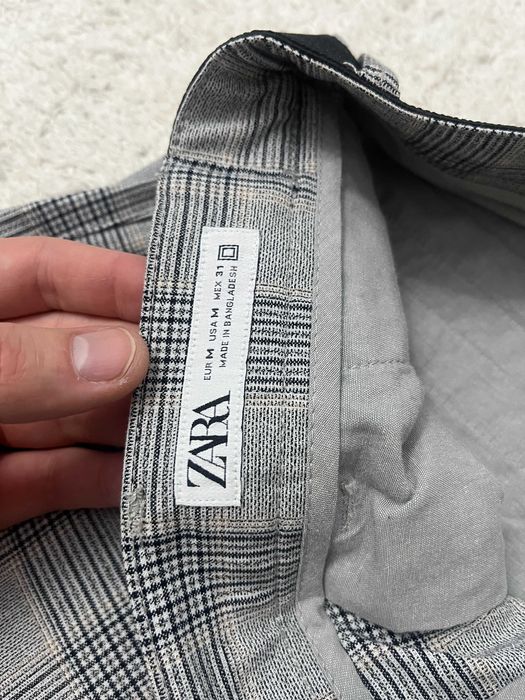 ZARA
EUR M USA M MEX 31
MADE IN BANGLADESH